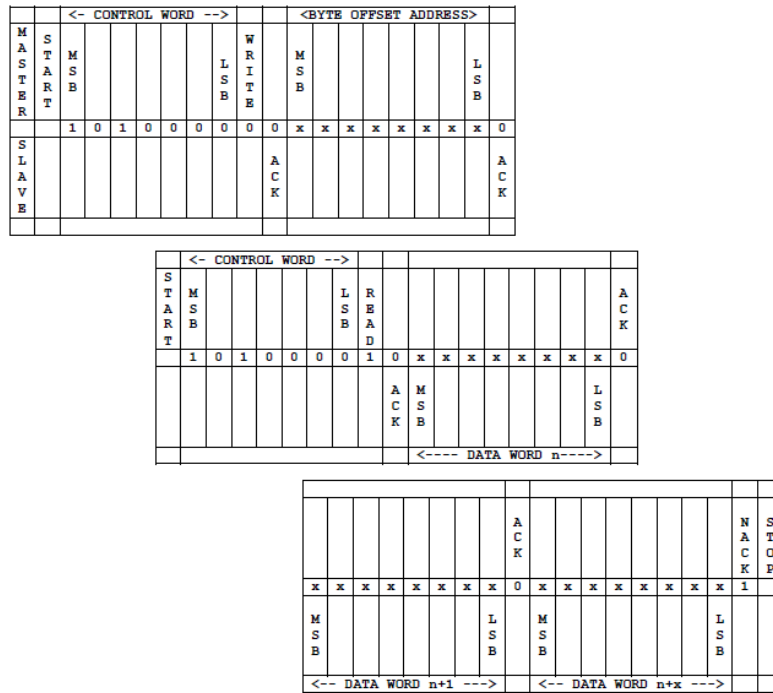 <- CONTROL WORD --> <BYTE OFFSET ADDRESS>
MASTER START MSB LSB WRITE MSB LSB
1 0 1 0 0 0 0 0 0 x x x x x x x x 0
SLAVE ACK ACK
<- CONTROL WORD -->
START MSB LSB READ ACK
1 0 1 0 0 0 0 1 0 x x x x x x x x 0
ACK MSB LSB
<---- DATA WORD n---->
ACK NACK STOP
x x x x x x x x 0 x x x x x x x x 1
MSB LSB MSB LSB
<-- DATA WORD n+1 ---> <-- DATA WORD n+x --->